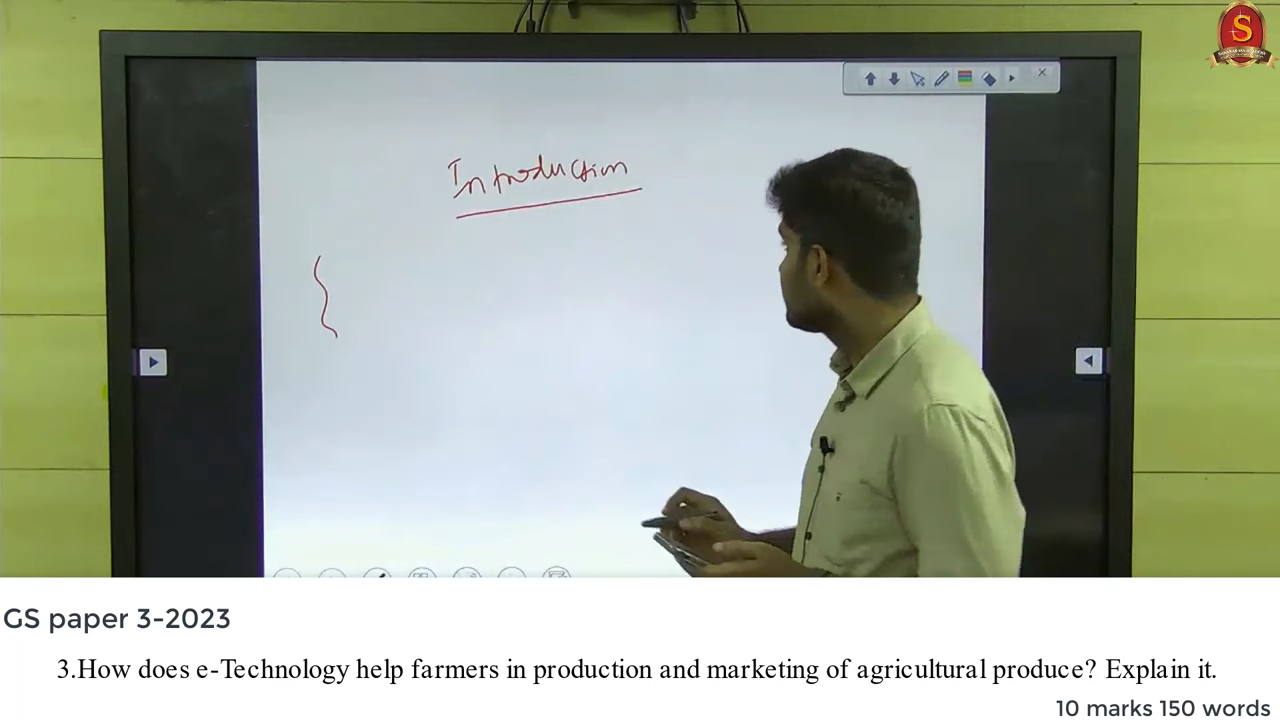 S
Introduction
GS paper 3-2023
3.How does e-Technology help farmers in production and marketing of agricultural produce? Explain it.
10 marks 150 words